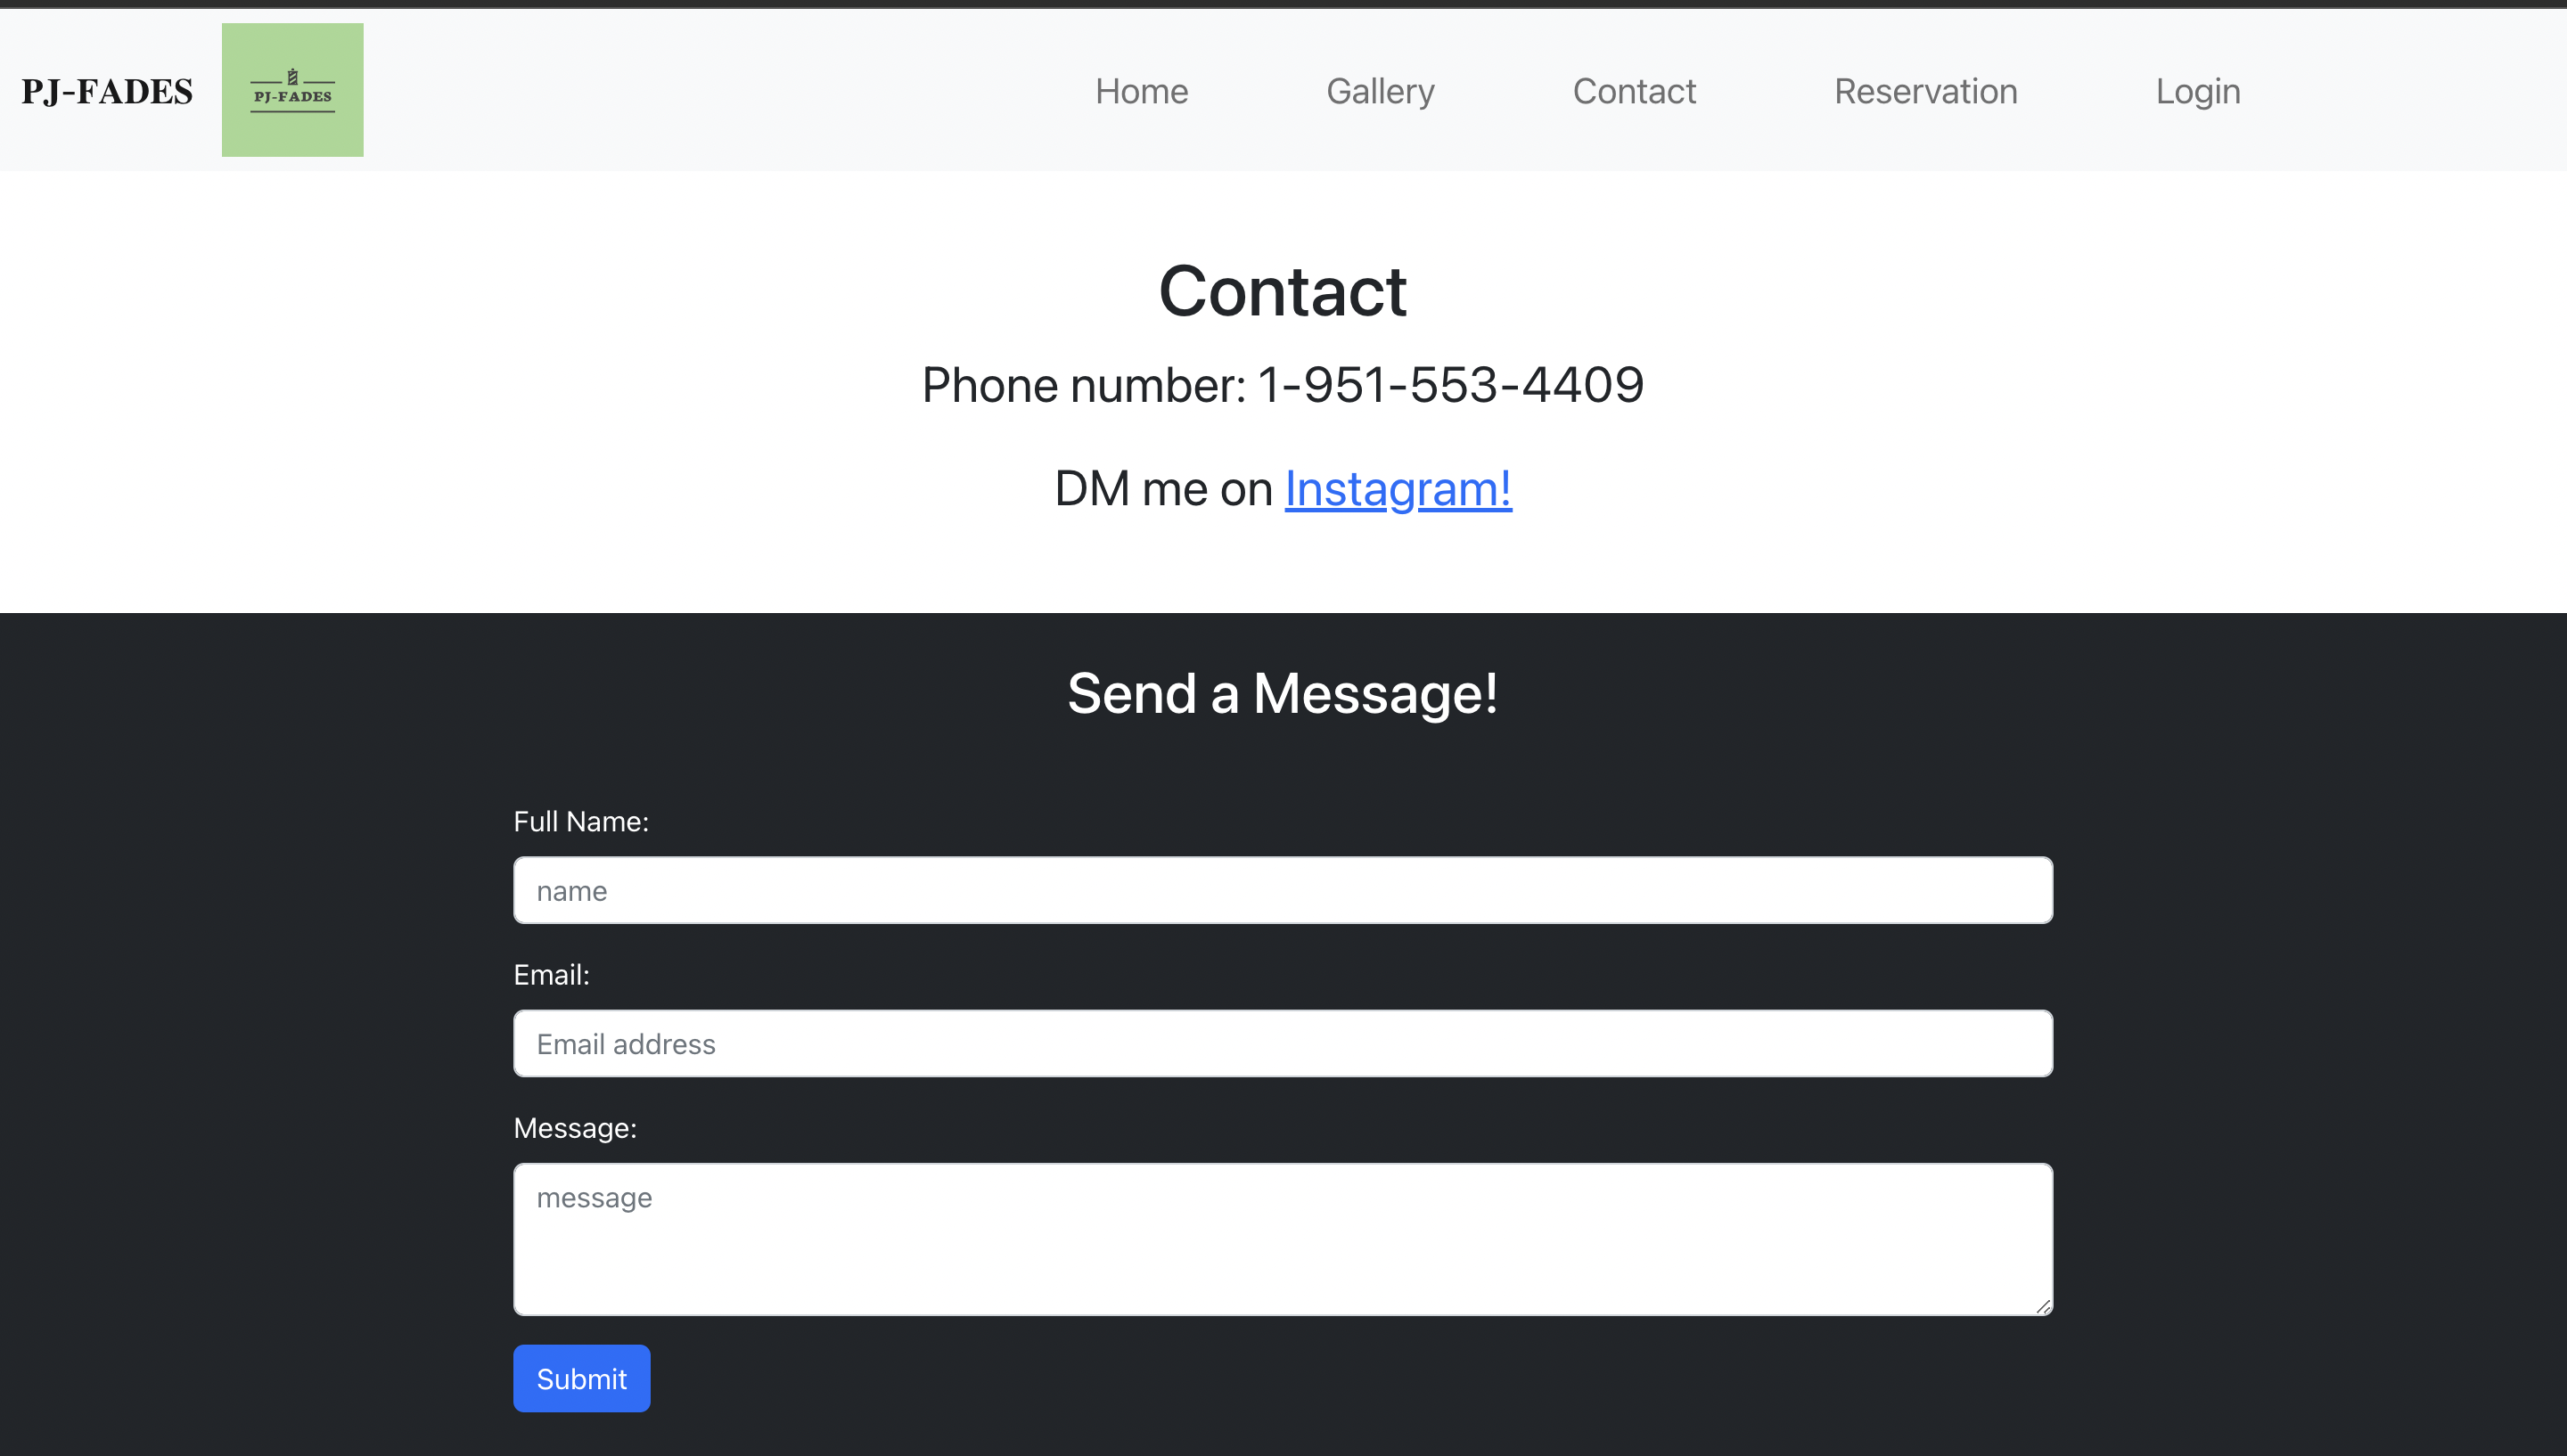 PJ-FADES
PJ-FADES
Home Gallery Contact Reservation Login
Contact
Phone number: 1-951-553-4409
DM me on Instagram!
Send a Message!
Full Name:
name
Email:
Email address
Message:
message
Submit